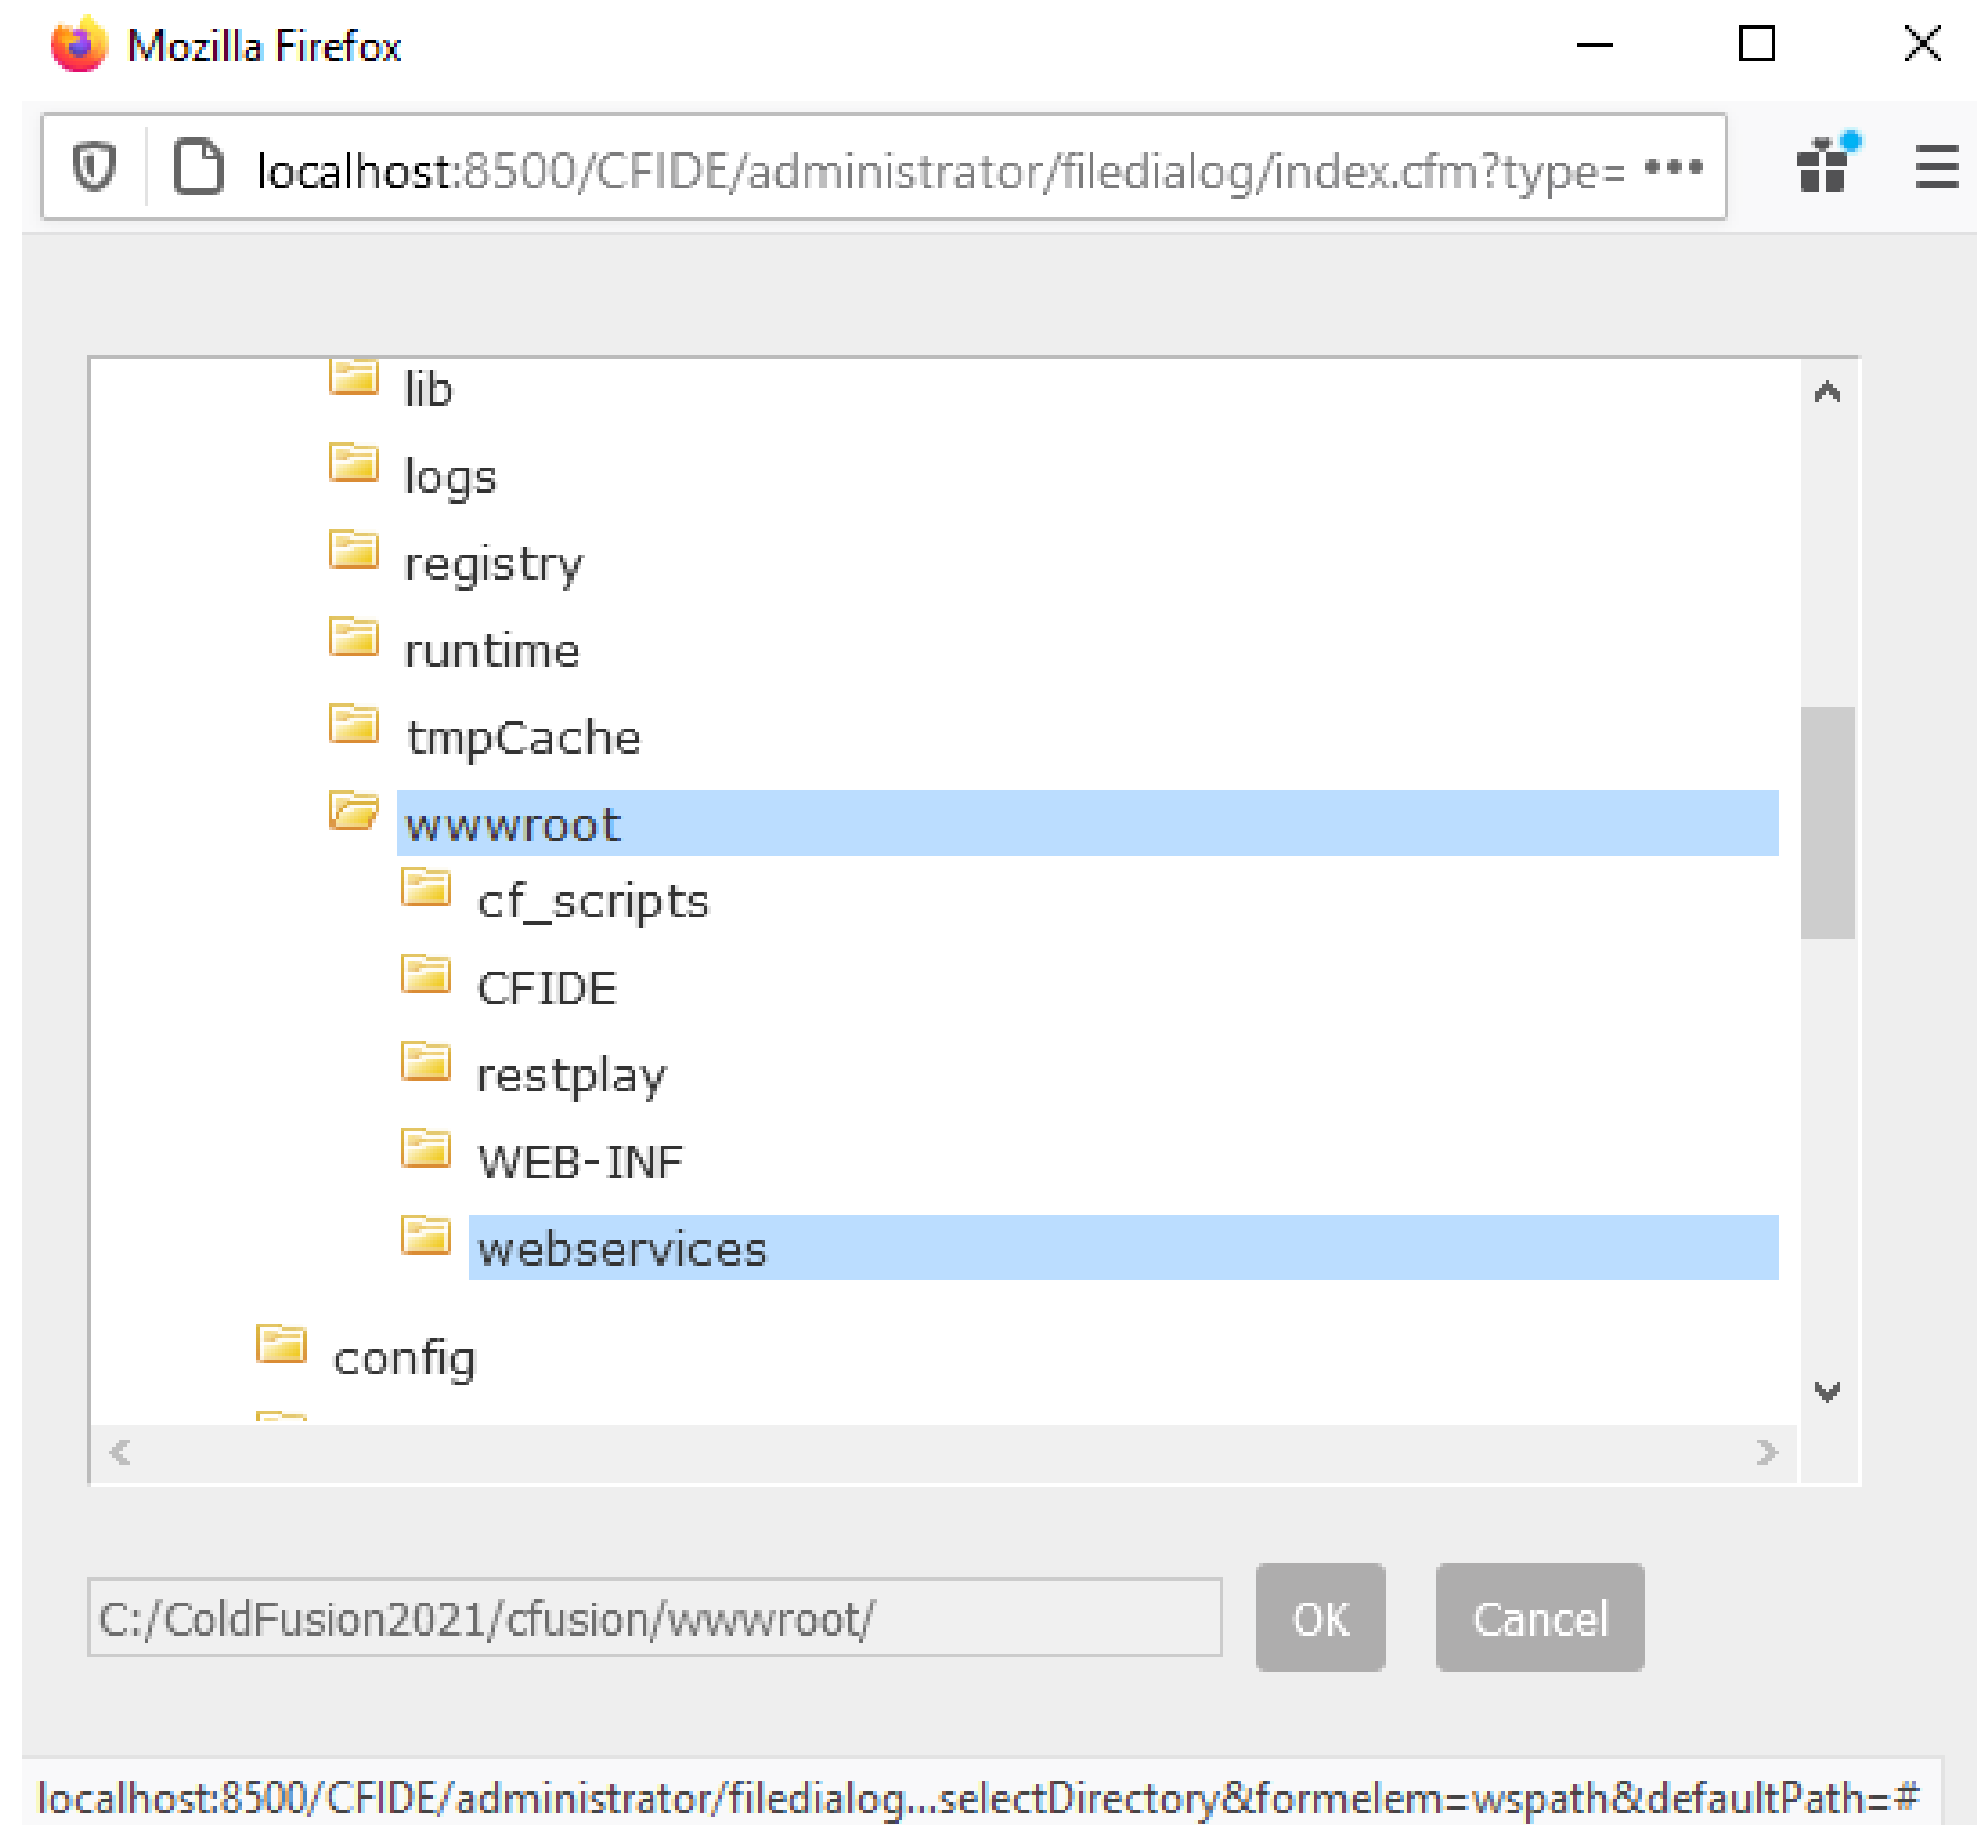 Mozilla Firefox
localhost:8500/CFIDE/administrator/filedialog/index.cfm?type=
lib
logs
registry
runtime
tmpCache
wwwroot
cf_scripts
CFIDE
restplay
WEB-INF
webservices
config
C:/ColdFusion2021/cfusion/wwwroot/ OK Cancel
localhost:8500/CFIDE/administrator/filedialog...selectDirectory&formelem=wspath&defaultPath=#